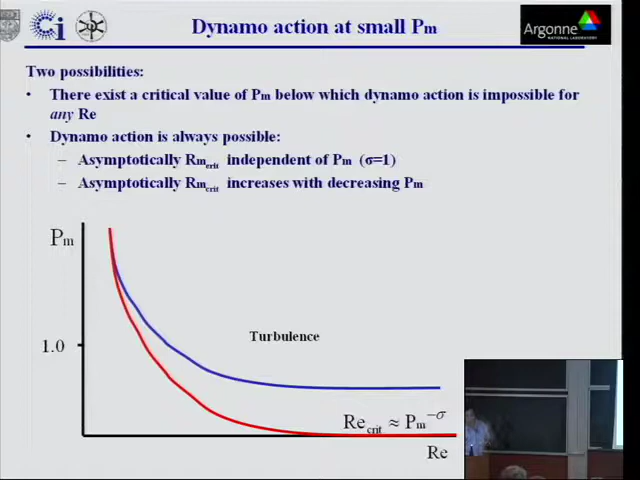 Ci
Dynamo action at small Pm
Argonne
NATIONAL LABORATORY
Two possibilities:
• There exist a critical value of Pm below which dynamo action is impossible for
any Re
• Dynamo action is always possible:
– Asymptotically Rm_crit independent of Pm (σ=1)
– Asymptotically Rm_crit increases with decreasing Pm
Pm
Turbulence
1.0
Re_crit ≈ Pm^−σ
Re